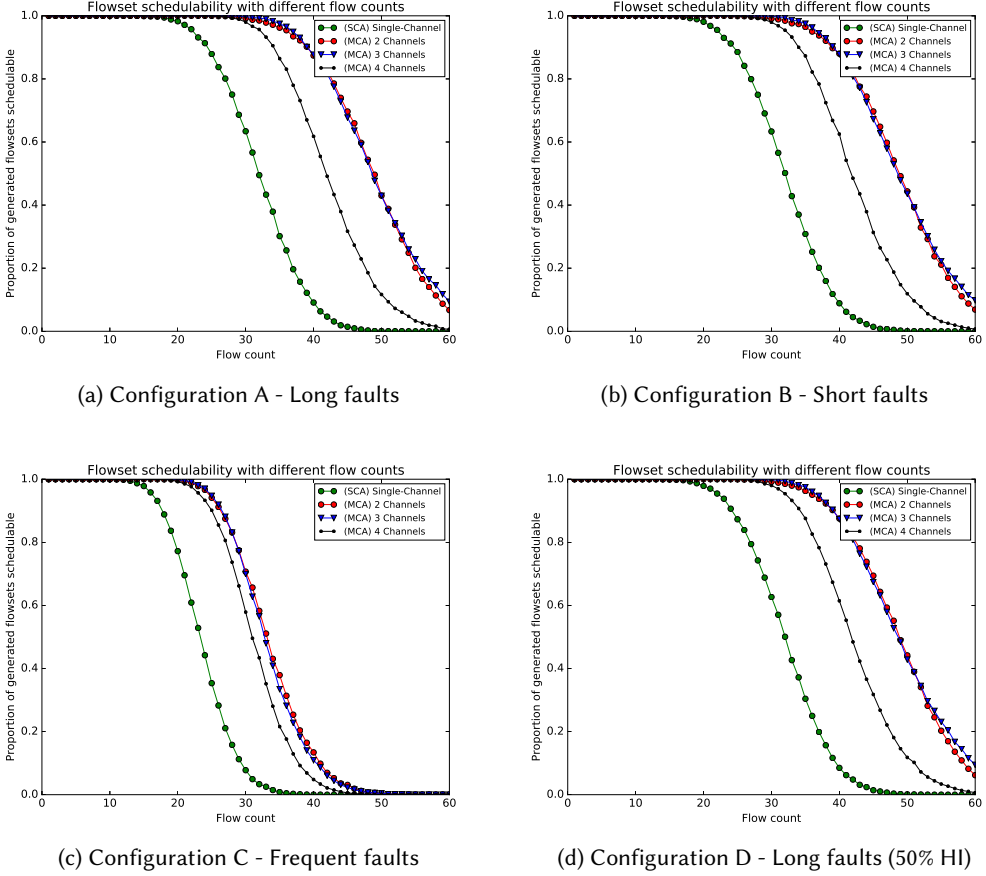 Flowset schedulability with different flow counts
1.0
0.8
0.6
0.4
0.2
0.0
Proportion of generated flowsets schedulable
(SCA) Single-Channel
(MCA) 2 Channels
(MCA) 3 Channels
(MCA) 4 Channels
0 10 20 30 40 50 60
Flow count
(a) Configuration A - Long faults
Flowset schedulability with different flow counts
1.0
0.8
0.6
0.4
0.2
0.0
Proportion of generated flowsets schedulable
(SCA) Single-Channel
(MCA) 2 Channels
(MCA) 3 Channels
(MCA) 4 Channels
0 10 20 30 40 50 60
Flow count
(b) Configuration B - Short faults
Flowset schedulability with different flow counts
1.0
0.8
0.6
0.4
0.2
0.0
Proportion of generated flowsets schedulable
(SCA) Single-Channel
(MCA) 2 Channels
(MCA) 3 Channels
(MCA) 4 Channels
0 10 20 30 40 50 60
Flow count
(c) Configuration C - Frequent faults
Flowset schedulability with different flow counts
1.0
0.8
0.6
0.4
0.2
0.0
Proportion of generated flowsets schedulable
(SCA) Single-Channel
(MCA) 2 Channels
(MCA) 3 Channels
(MCA) 4 Channels
0 10 20 30 40 50 60
Flow count
(d) Configuration D - Long faults (50% HI)